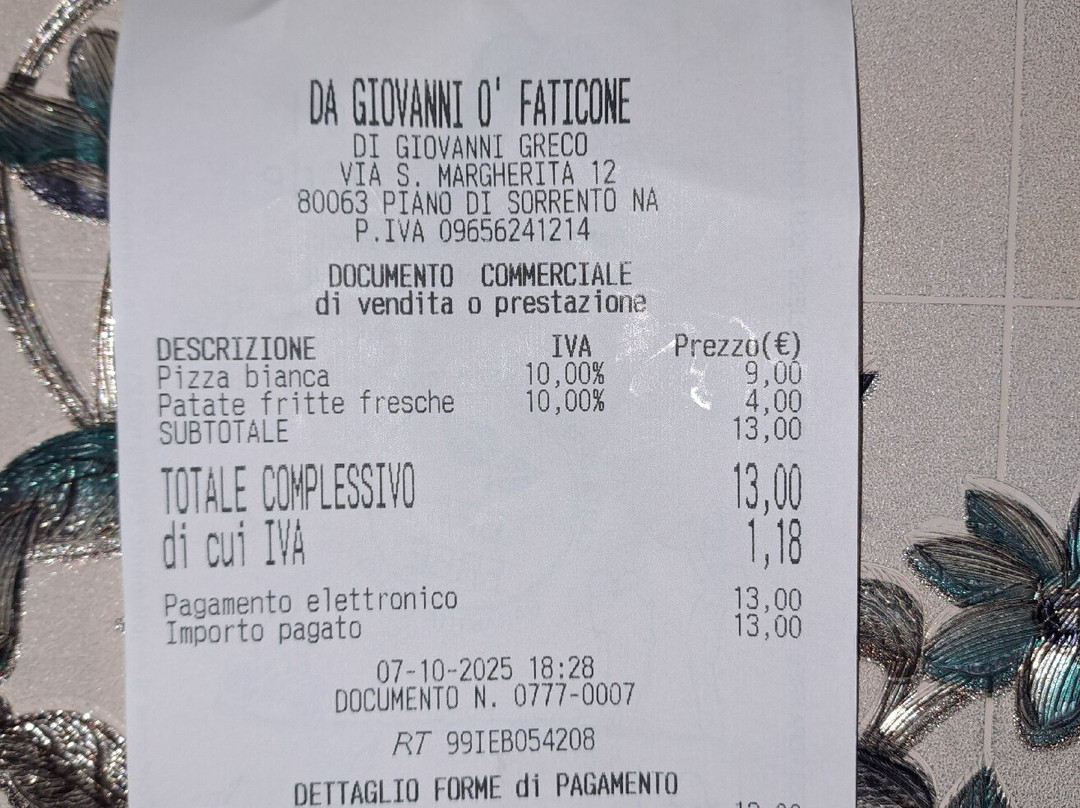 DA GIOVANNI O' FATICONE
DI GIOVANNI GRECO
VIA S. MARGHERITA 12
80063 PIANO DI SORRENTO NA
P.IVA 09656241214
DOCUMENTO COMMERCIALE
di vendita o prestazione
DESCRIZIONE IVA Prezzo(€)
Pizza bianca 10,00% 9,00
Patate fritte fresche 10,00% 4,00
SUBTOTALE 13,00
TOTALE COMPLESSIVO 13,00
di cui IVA 1,18
Pagamento elettronico 13,00
Importo pagato 13,00
07-10-2025 18:28
DOCUMENTO N. 0777-0007
RT 99IEB054208
DETTAGLIO FORME di PAGAMENTO